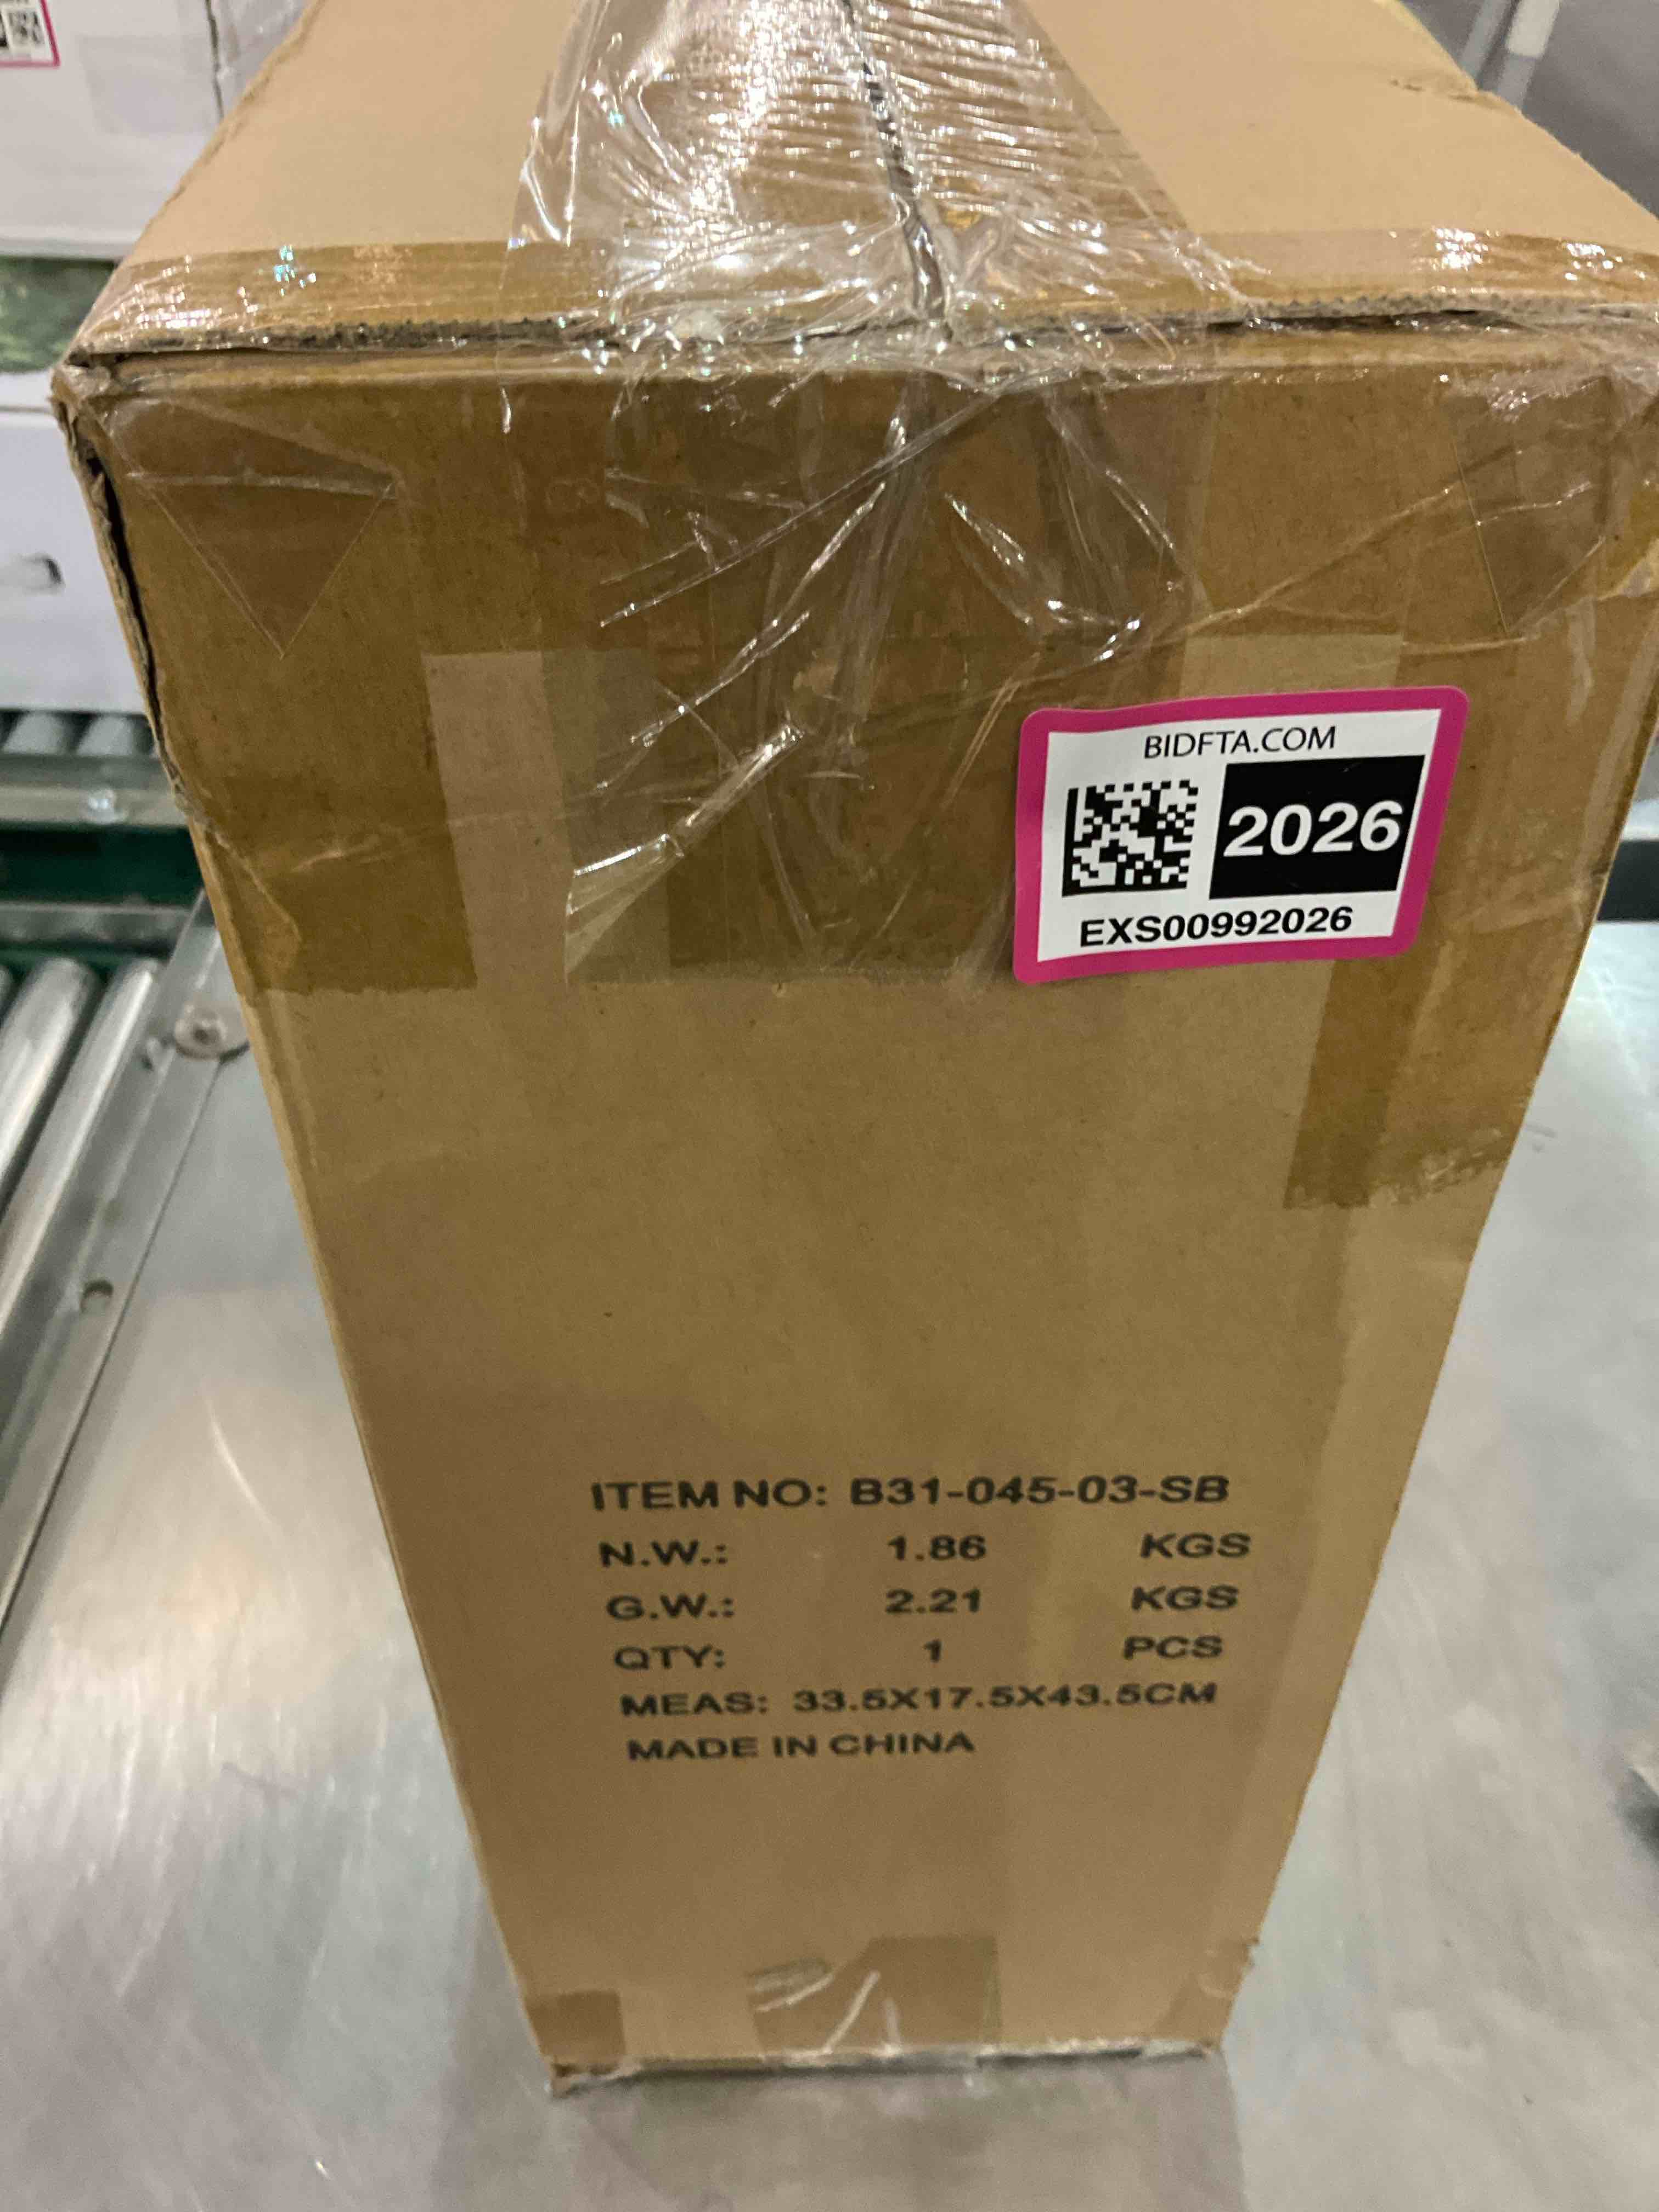 BIDFTA.COM
2026
EXS00992026
ITEM NO: B31-045-03-SB
N.W.: 1.86 KGS
G.W.: 2.21 KGS
QTY: 1 PCS
MEAS: 33.5X17.5X43.5CM
MADE IN CHINA